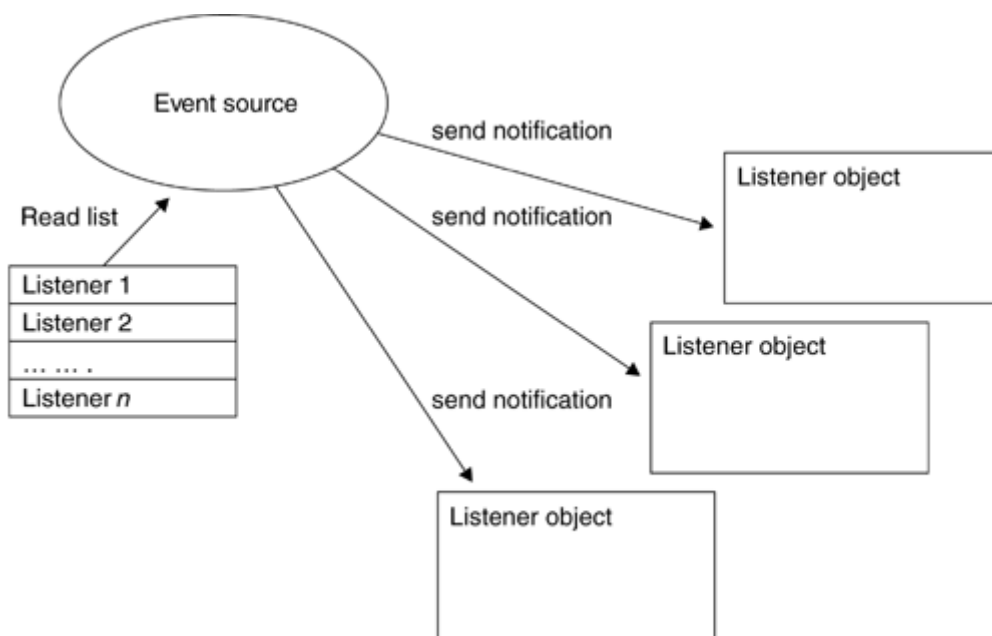 Event source
send notification
Listener object
Read list
send notification
Listener 1
Listener 2
... ... .
Listener n
Listener object
send notification
Listener object